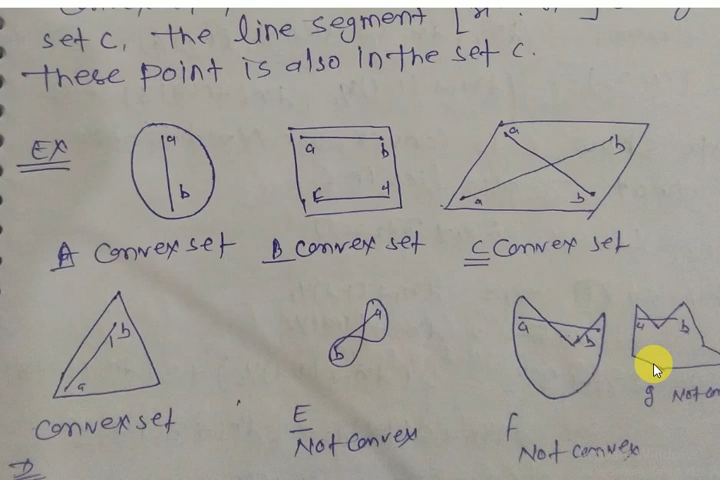 set c, the line segment
these point is also in the set c.
EX
a
b
a b
c d
a b
a b
A convex set B convex set C Convex set
b
a
a
b
a b
a b
convex set
E
Not convex
f
Not convex
g Not con
D